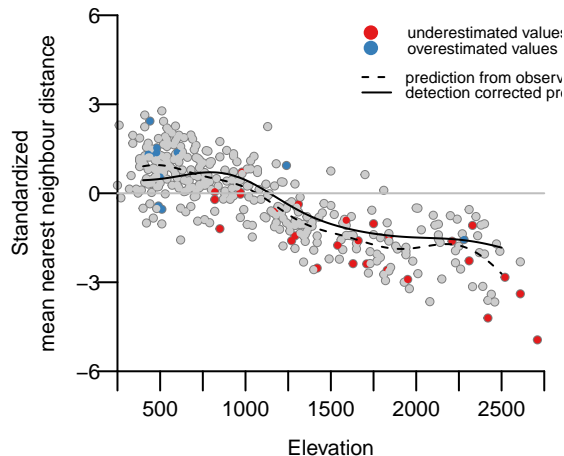 6
underestimated values
overestimated values
prediction from observ
detection corrected pre
3
0
−3
−6
Standardized
mean nearest neighbour distance
500 1000 1500 2000 2500
Elevation